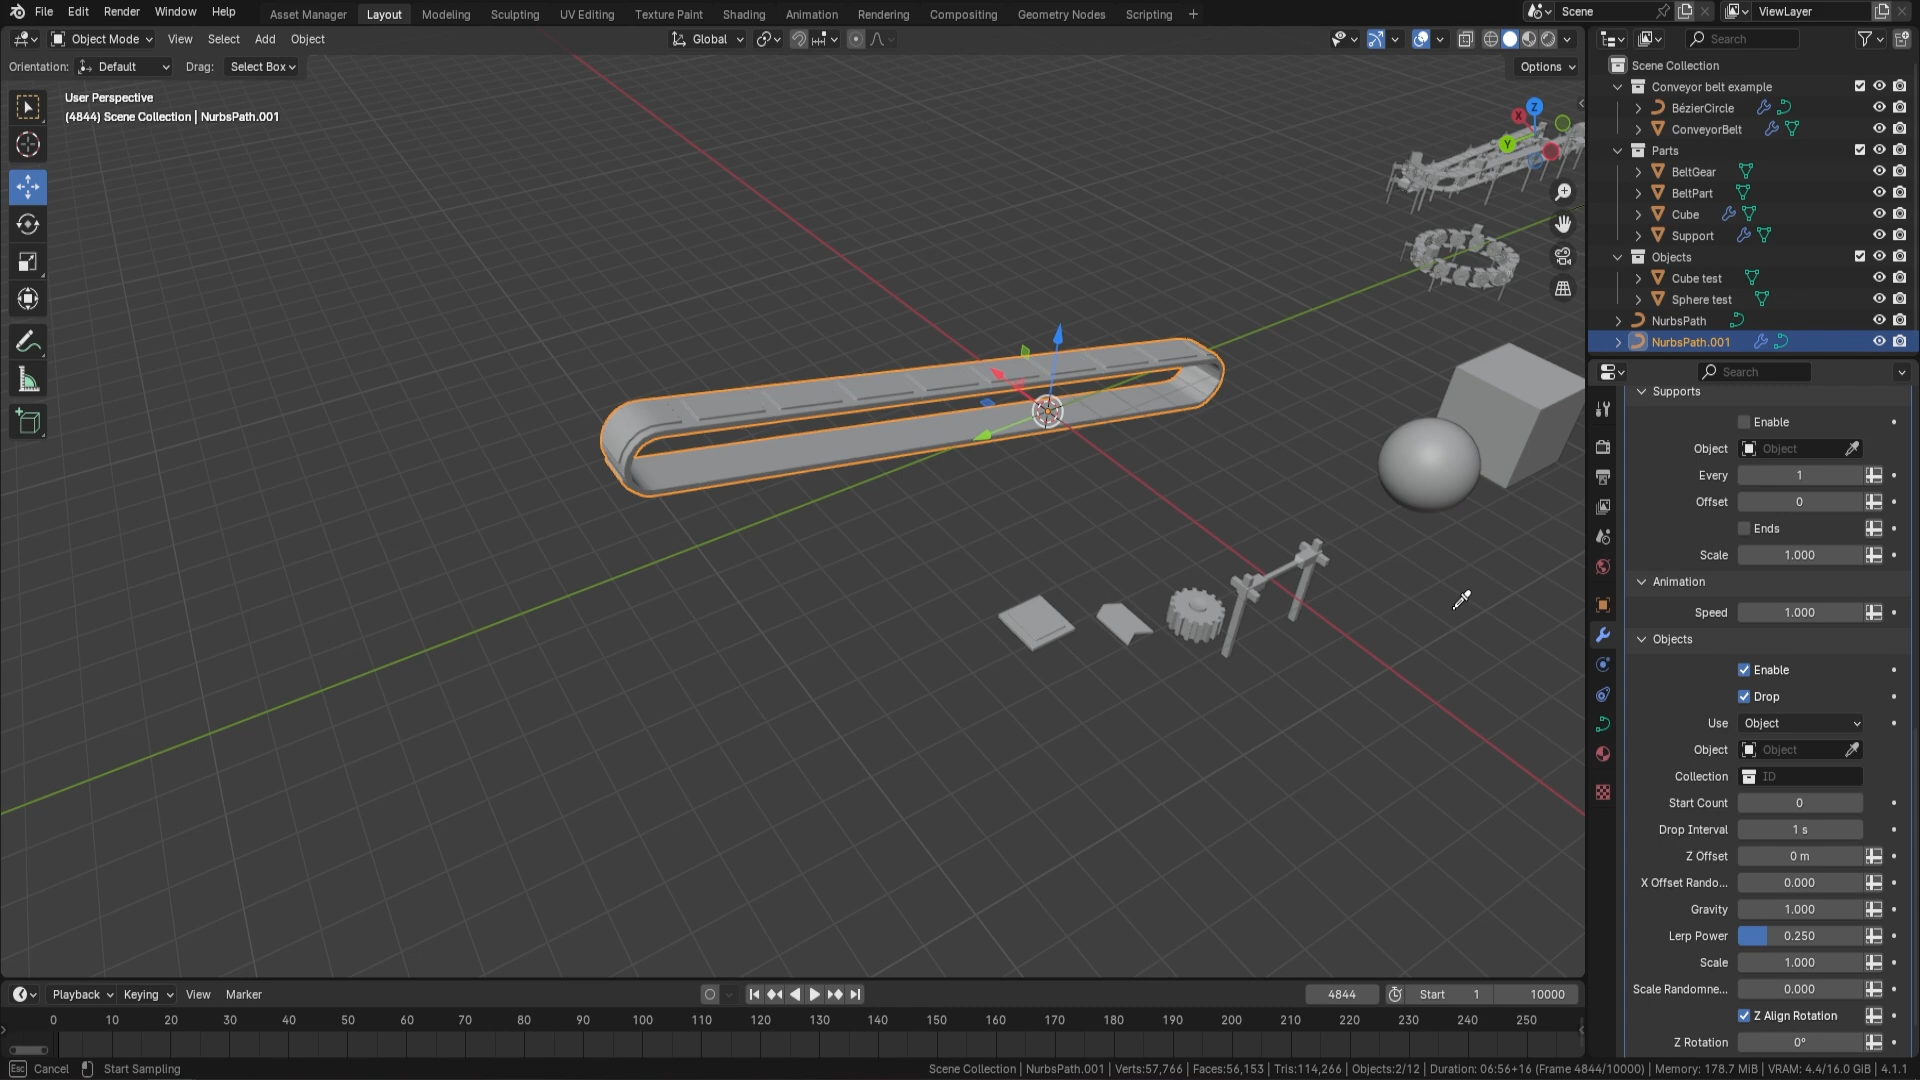 File Edit Render Window Help
Asset Manager Layout Modeling Sculpting UV Editing Texture Paint Shading Animation Rendering Compositing Geometry Nodes Scripting
Scene
ViewLayer
Object Mode View Select Add Object
Global
Search
Orientation: Default Drag: Select Box
Options
User Perspective
(4844) Scene Collection | NurbsPath.001
X
Y
Z
Scene Collection
Conveyor belt example
BézierCircle
ConveyorBelt
Parts
BeltGear
BeltPart
Cube
Support
Objects
Cube test
Sphere test
NurbsPath
NurbsPath.001
Search
Supports
Enable
Object Object
Every 1
Offset 0
Ends
Scale 1.000
Animation
Speed 1.000
Objects
Enable
Drop
Use Object
Object Object
Collection ID
Start Count 0
Drop Interval 1 s
Z Offset 0 m
X Offset Rando... 0.000
Gravity 1.000
Lerp Power 0.250
Scale 1.000
Scale Randomne... 0.000
Z Align Rotation
Z Rotation 0°
Playback Keying View Marker
4844 Start 1 10000
0 10 20 30 40 50 60 70 80 90 100 110 120 130 140 150 160 170 180 190 200 210 220 230 240 250
Esc Cancel Start Sampling
Scene Collection | NurbsPath.001 | Verts:57,766 | Faces:56,153 | Tris:114,266 | Objects:2/12 | Duration: 06:56+16 (Frame 4844/10000) | Memory: 178.7 MiB | VRAM: 4.4/16.0 GiB | 4.1.1